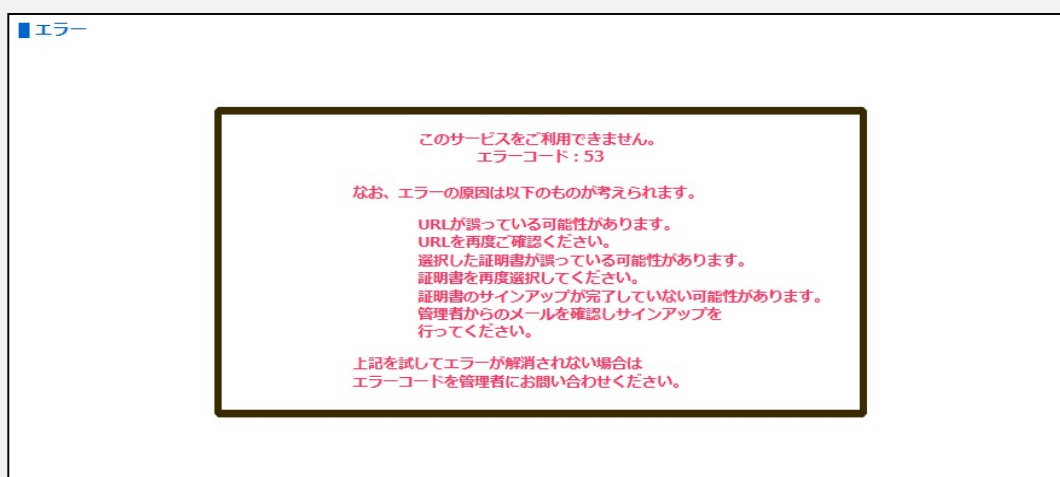 エラー
このサービスをご利用できません。
エラーコード：53
なお、エラーの原因は以下のものが考えられます。
URLが誤っている可能性があります。
URLを再度ご確認ください。
選択した証明書が誤っている可能性があります。
証明書を再度選択してください。
証明書のサインアップが完了していない可能性があります。
管理者からのメールを確認しサインアップを
行ってください。
上記を試してエラーが解消されない場合は
エラーコードを管理者にお問い合わせください。